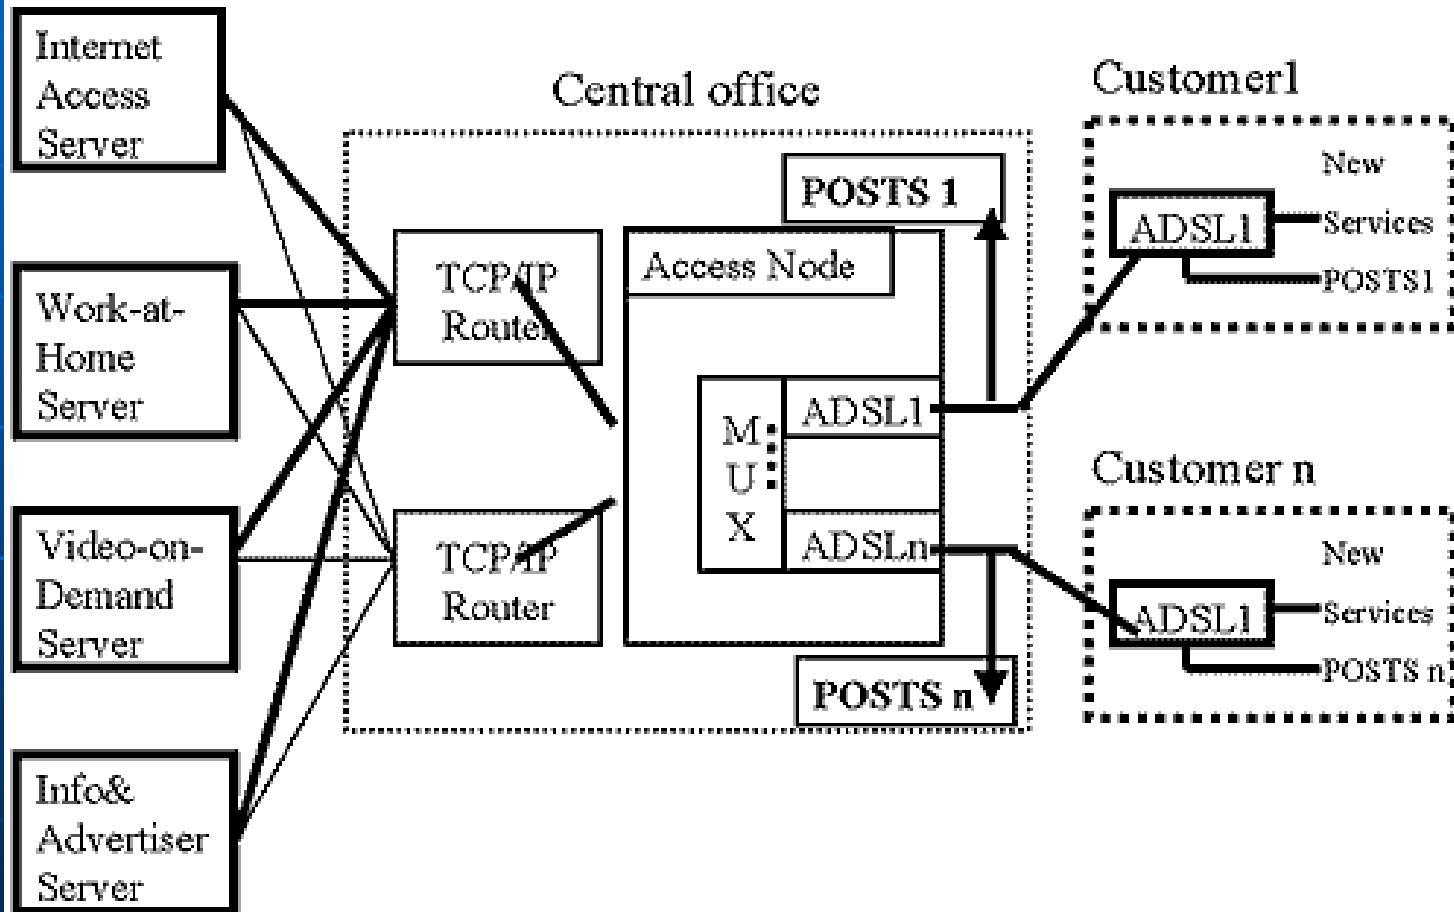 Internet
Access
Server
Work-at-
Home
Server
Video-on-
Demand
Server
Info&
Advertiser
Server
Central office
TCP/IP
Router
TCP/IP
Router
POSTS 1
Access Node
M
U
X
ADSL1
ADSLn
POSTS n
Customer1
New
ADSL1
Services
POSTS1
Customer n
New
ADSL1
Services
POSTS n